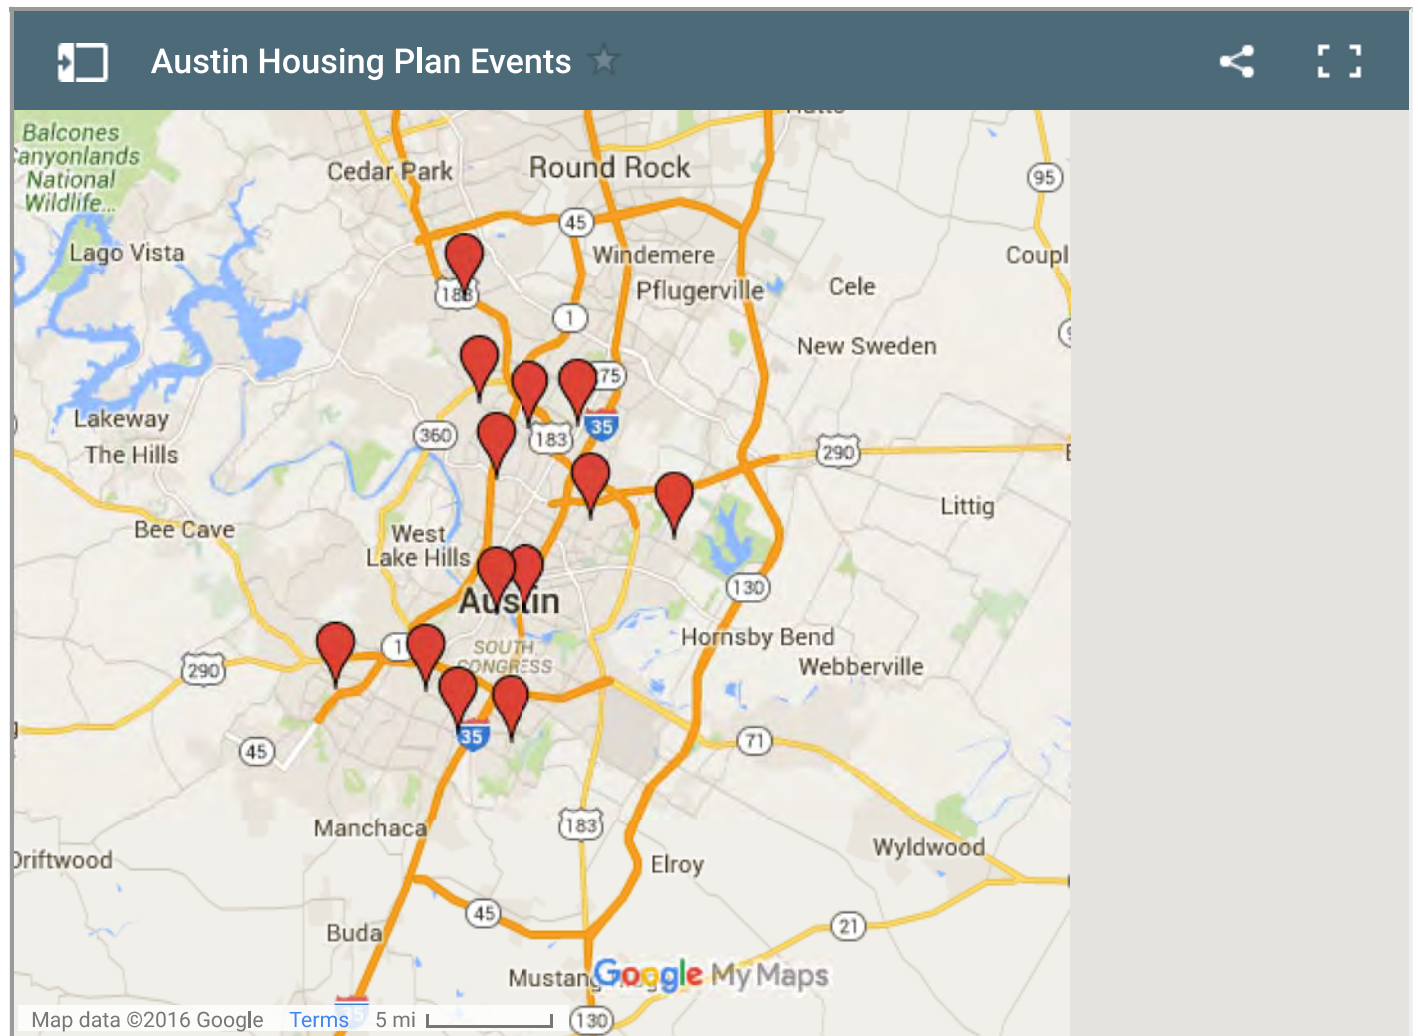 Austin Housing Plan Events
Balcones
Canyonlands
National
Wildlife...
Cedar Park
Round Rock
95
45
Lago Vista
Windemere
Coupl
183
Pflugerville
Cele
1
New Sweden
275
Lakeway
360
183
35
The Hills
290
Littig
Bee Cave
West
Lake Hills
130
Austin
Hornsby Bend
SOUTH
CONGRESS
290
Webberville
35
71
45
Manchaca
183
Driftwood
Elroy
Wyldwood
45
21
Buda
Mustang
Google My Maps
35
Map data ©2016 Google Terms 5 mi
130